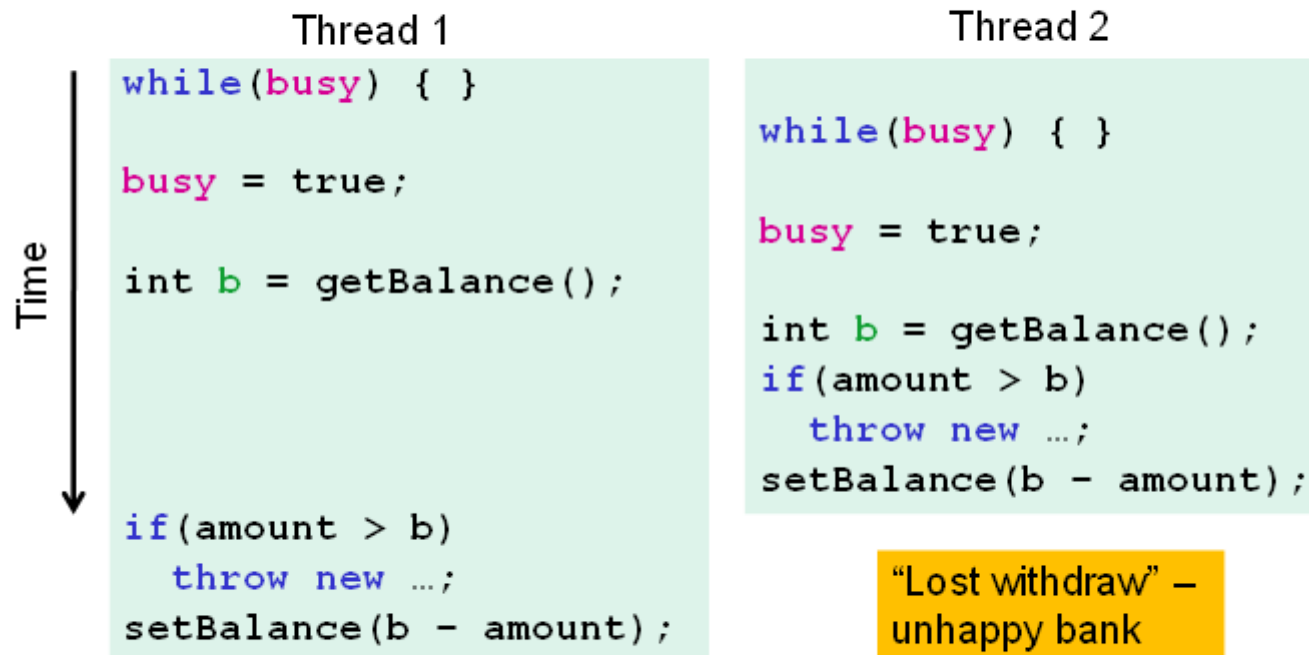 Thread 1
while(busy) { }
busy = true;
int b = getBalance();
if(amount > b)
throw new …;
setBalance(b – amount);
Thread 2
while(busy) { }
busy = true;
int b = getBalance();
if(amount > b)
throw new …;
setBalance(b – amount);
Time
“Lost withdraw” –
unhappy bank